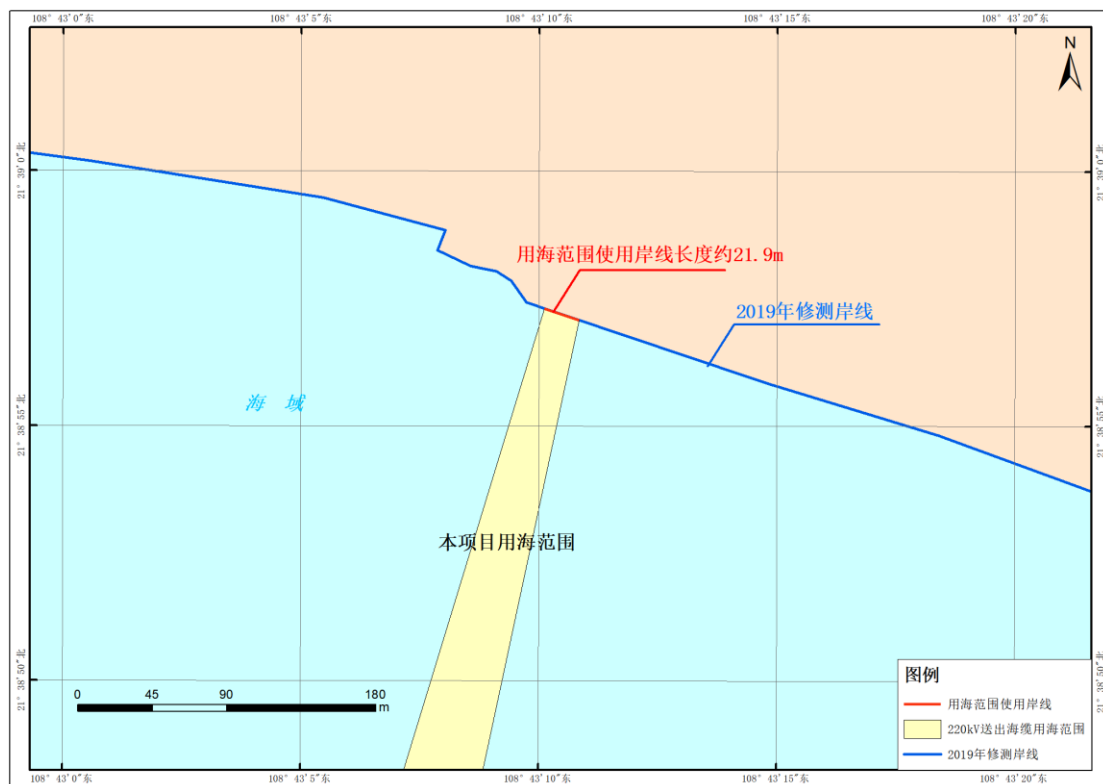 108° 43'0"东
108° 43'5"东
108° 43'10"东
108° 43'15"东
108° 43'20"东
N
21° 39'0"北
21° 39'0"北
用海范围使用岸线长度约21.9m
2019年修测岸线
海 域
21° 38'55"北
21° 38'55"北
本项目用海范围
21° 38'50"北
21° 38'50"北
0 45 90 180
m
图例
用海范围使用岸线
220kV送出海缆用海范围
2019年修测岸线
108° 43'0"东
108° 43'5"东
108° 43'10"东
108° 43'15"东
108° 43'20"东